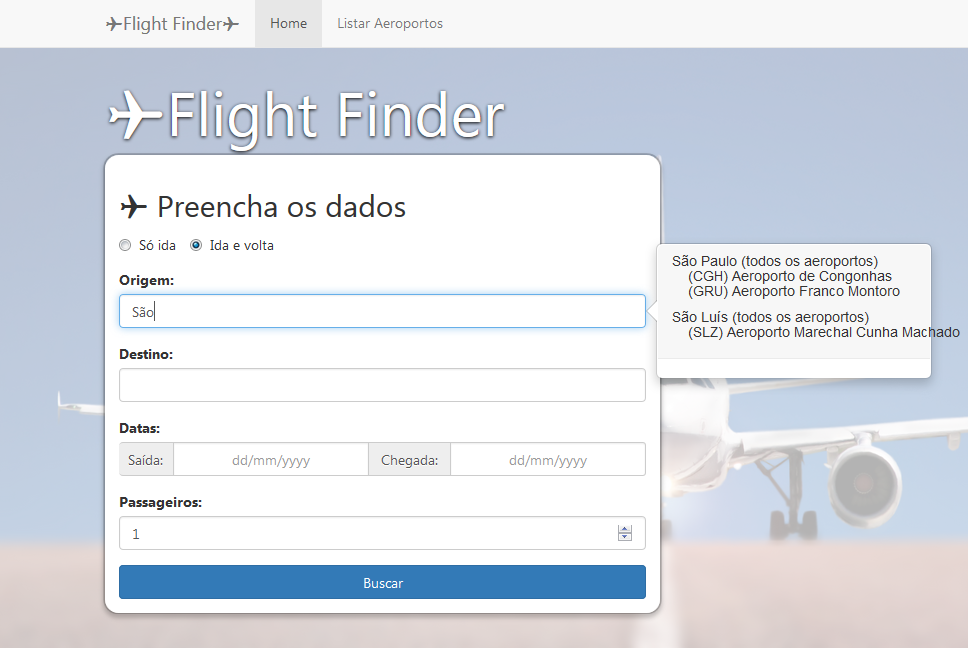 ✈Flight Finder✈ Home Listar Aeroportos
✈Flight Finder
✈ Preencha os dados
Só ida Ida e volta
Origem:
São
São Paulo (todos os aeroportos)
(CGH) Aeroporto de Congonhas
(GRU) Aeroporto Franco Montoro
São Luís (todos os aeroportos)
(SLZ) Aeroporto Marechal Cunha Machado
Destino:
Datas:
Saída: dd/mm/yyyy Chegada: dd/mm/yyyy
Passageiros:
1
Buscar